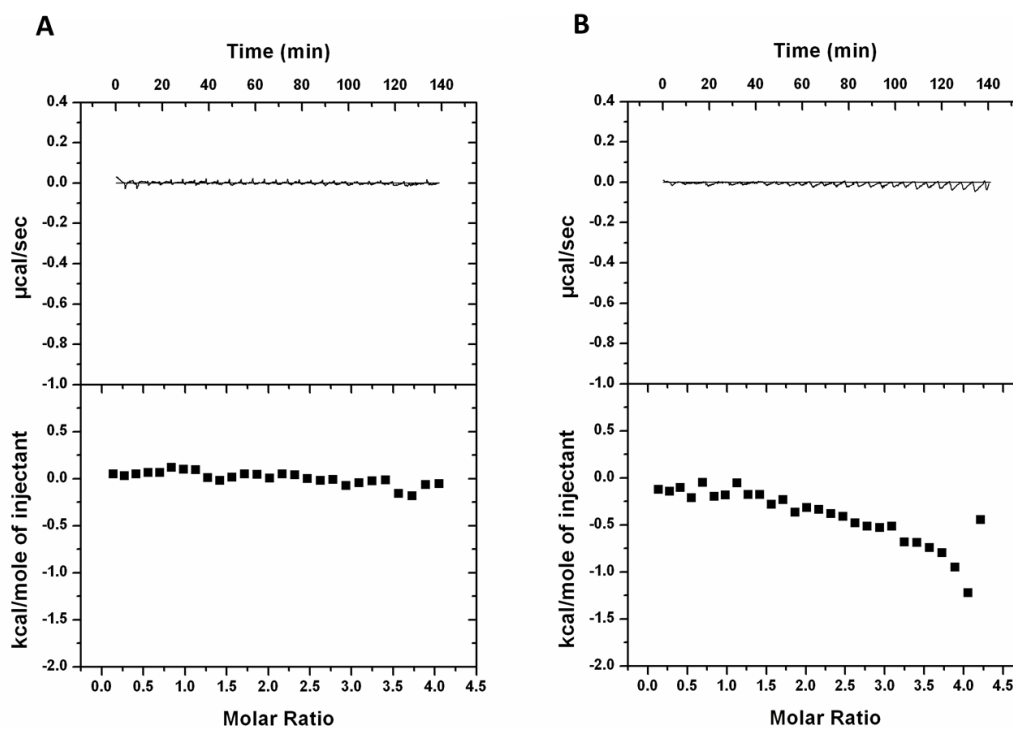 A
Time (min)
0 20 40 60 80 100 120 140
0.4
0.2
0.0
-0.2
-0.4
-0.6
-0.8
-1.0
µcal/sec
0.5
0.0
-0.5
-1.0
-1.5
-2.0
kcal/mole of injectant
0.0 0.5 1.0 1.5 2.0 2.5 3.0 3.5 4.0 4.5
Molar Ratio
B
Time (min)
0 20 40 60 80 100 120 140
0.4
0.2
0.0
-0.2
-0.4
-0.6
-0.8
-1.0
µcal/sec
0.5
0.0
-0.5
-1.0
-1.5
-2.0
kcal/mole of injectant
0.0 0.5 1.0 1.5 2.0 2.5 3.0 3.5 4.0 4.5
Molar Ratio